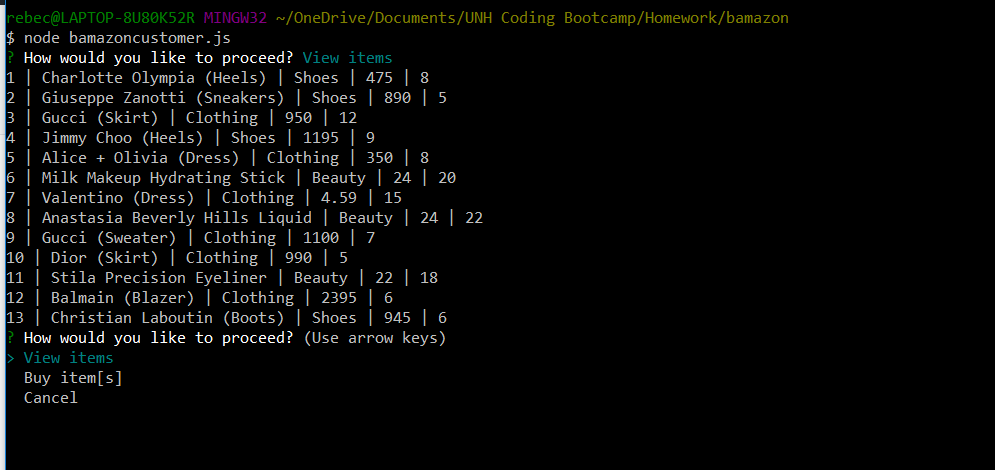 rebec@LAPTOP-8U80K52R MINGW32 ~/OneDrive/Documents/UNH Coding Bootcamp/Homework/bamazon
$ node bamazoncustomer.js
? How would you like to proceed? View items
1 | Charlotte Olympia (Heels) | Shoes | 475 | 8
2 | Giuseppe Zanotti (Sneakers) | Shoes | 890 | 5
3 | Gucci (Skirt) | Clothing | 950 | 12
4 | Jimmy Choo (Heels) | Shoes | 1195 | 9
5 | Alice + Olivia (Dress) | Clothing | 350 | 8
6 | Milk Makeup Hydrating Stick | Beauty | 24 | 20
7 | Valentino (Dress) | Clothing | 4.59 | 15
8 | Anastasia Beverly Hills Liquid | Beauty | 24 | 22
9 | Gucci (Sweater) | Clothing | 1100 | 7
10 | Dior (Skirt) | Clothing | 990 | 5
11 | Stila Precision Eyeliner | Beauty | 22 | 18
12 | Balmain (Blazer) | Clothing | 2395 | 6
13 | Christian Laboutin (Boots) | Shoes | 945 | 6
? How would you like to proceed? (Use arrow keys)
> View items
Buy item[s]
Cancel